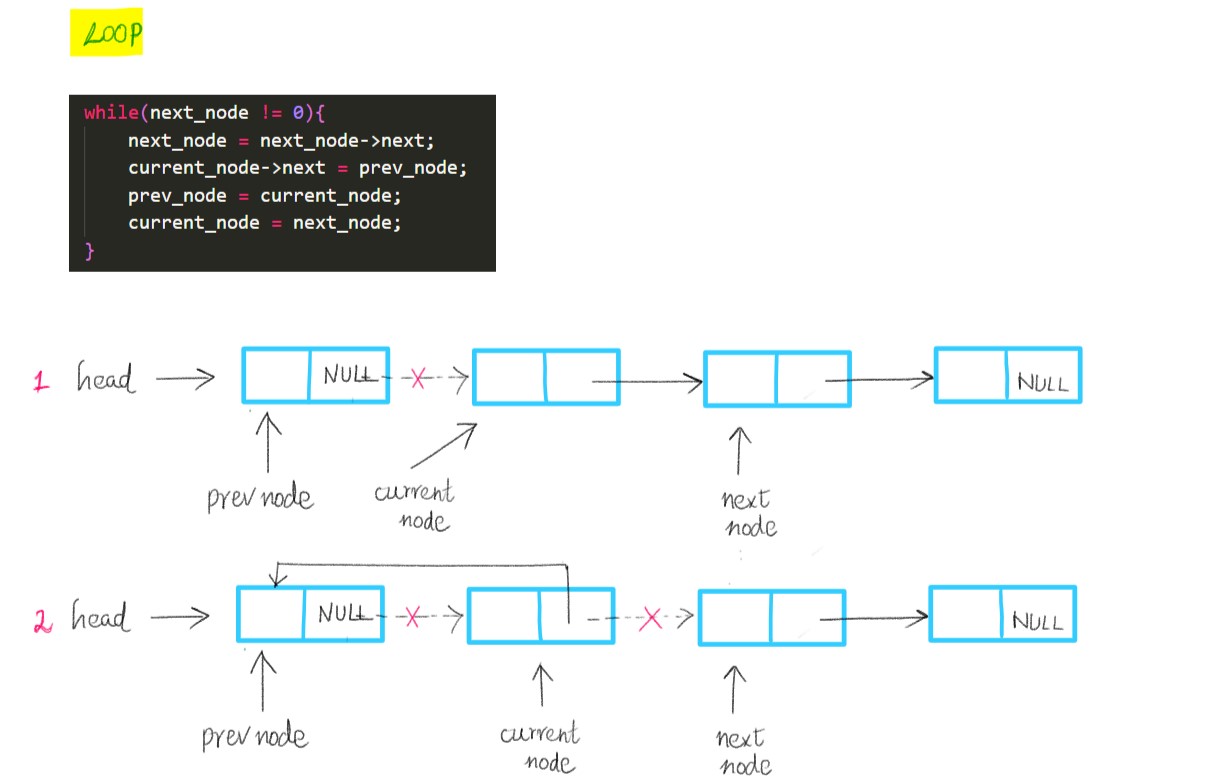 LOOP
while(next_node != 0){
next_node = next_node->next;
current_node->next = prev_node;
prev_node = current_node;
current_node = next_node;
}
1 head NULL NULL
prev node current node next node
2 head NULL NULL
prev node current node next node